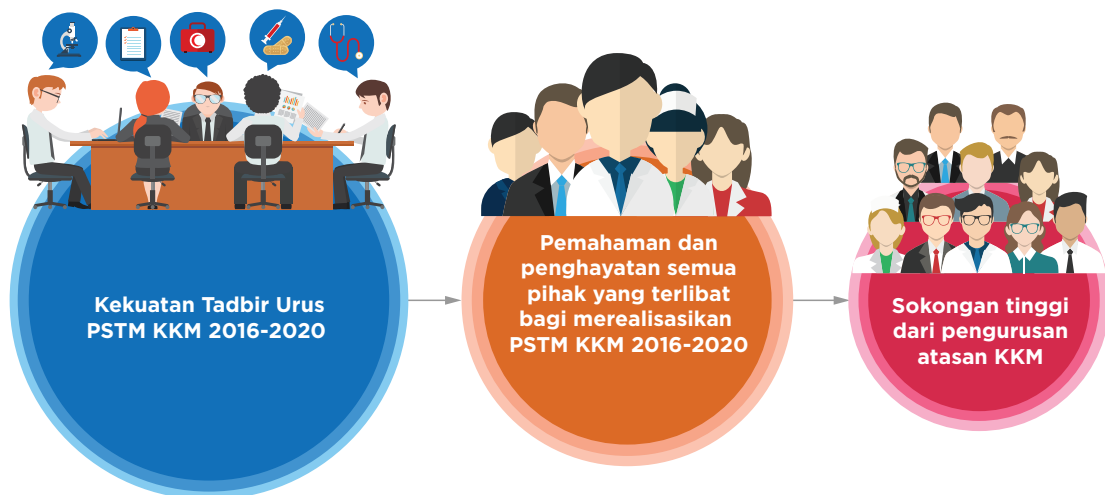 Kekuatan Tadbir Urus
PSTM KKM 2016-2020
Pemahaman dan
penghayatan semua
pihak yang terlibat
bagi merealisasikan
PSTM KKM 2016-2020
Sokongan tinggi
dari pengurusan
atasan KKM